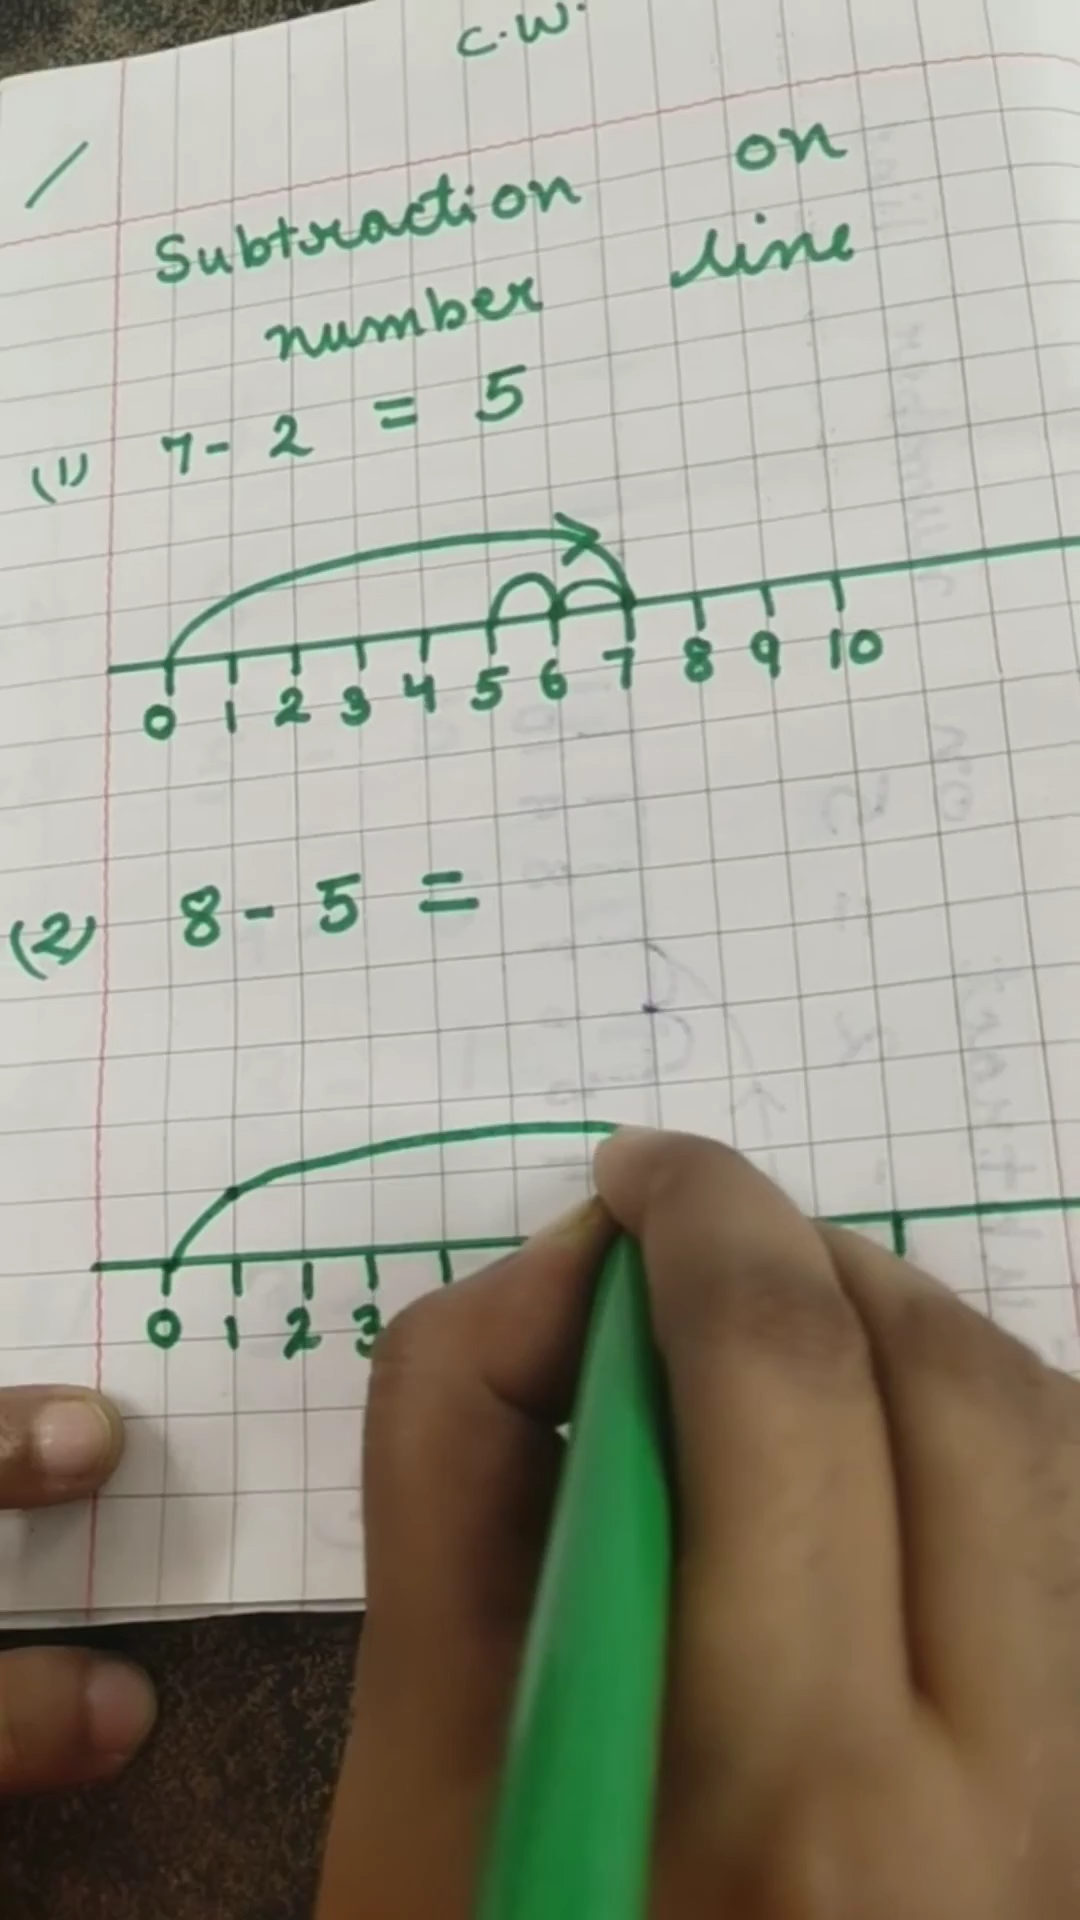 C.W.
Subtraction on
number line
(1) 7 - 2 = 5
0 1 2 3 4 5 6 7 8 9 10
(2) 8 - 5 =
0 1 2 3